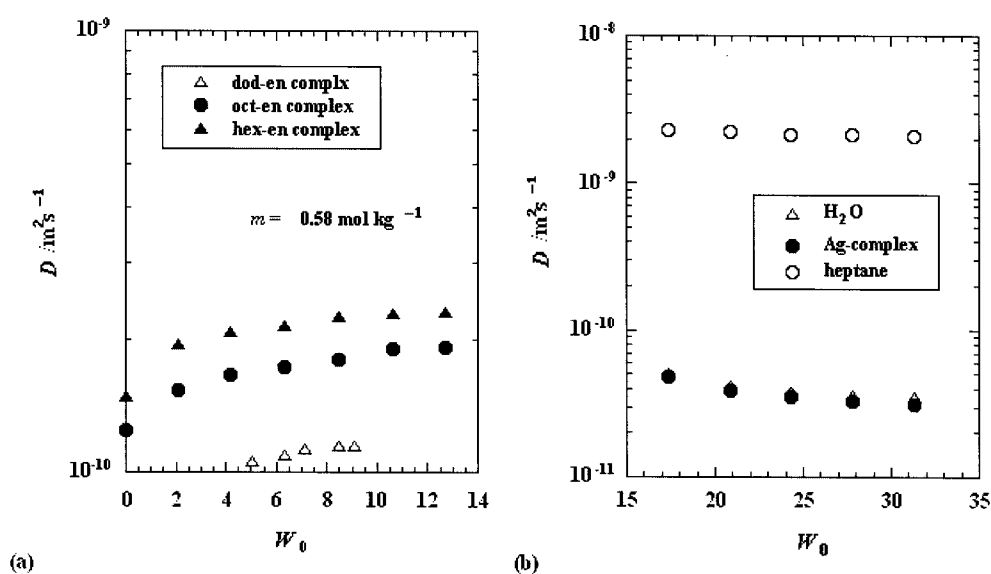 10⁻⁹
dod-en complx
oct-en complex
hex-en complex
m = 0.58 mol kg⁻¹
D /m²s⁻¹
10⁻¹⁰
0 2 4 6 8 10 12 14
W₀
(a)
10⁻⁸
10⁻⁹
H₂O
Ag-complex
heptane
D /m²s⁻¹
10⁻¹⁰
10⁻¹¹
15 20 25 30 35
W₀
(b)